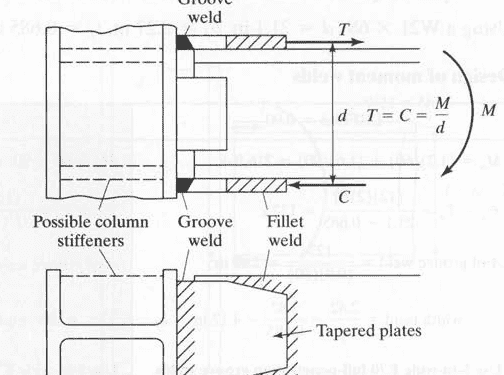 Groove
weld
T
d T = C = M/d
M
C
Possible column
stiffeners
Groove
weld
Fillet
weld
Tapered plates